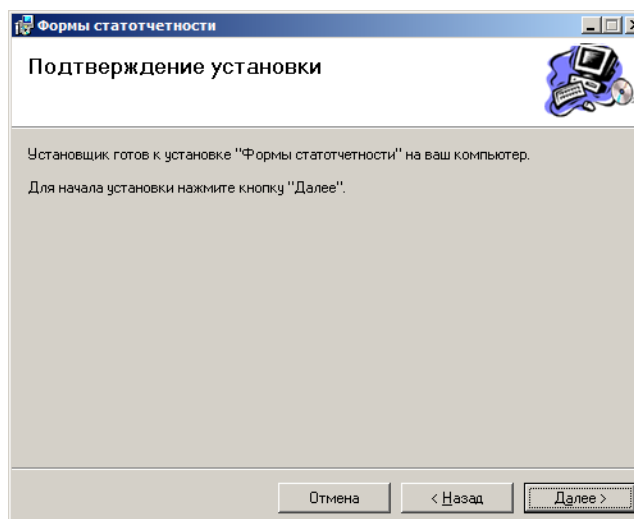 Формы статотчетности
Подтверждение установки
Установщик готов к установке "Формы статотчетности" на ваш компьютер.
Для начала установки нажмите кнопку "Далее".
Отмена
< Назад
Далее >